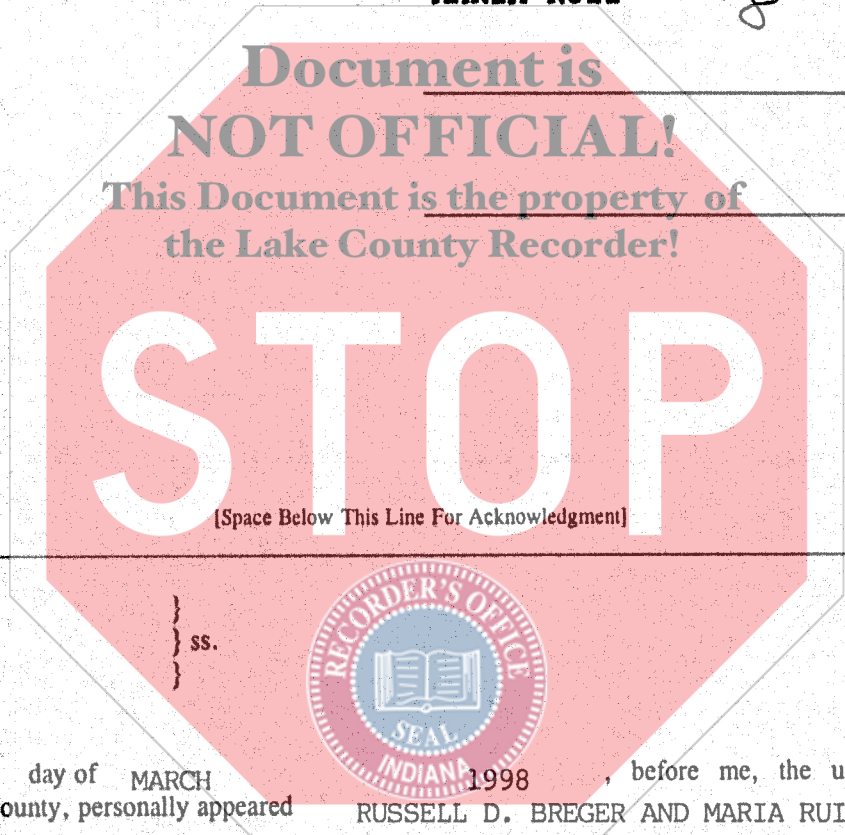 Document is
NOT OFFICIAL!
This Document is the property of
the Lake County Recorder!
STOP
[Space Below This Line For Acknowledgment]
ss.
RECORDER'S OFFICE
SEAL
INDIANA
day of MARCH 1998 , before me, the u
ounty, personally appeared RUSSELL D. BREGER AND MARIA RUI